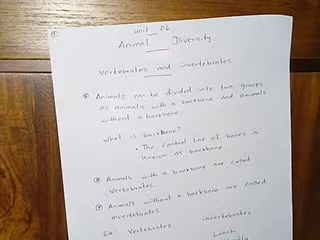 unit 06
Animal Diversity
Vertebrates and invertebrates
Animals can be divided into two groups
as animals with a backbone and animals
without a backbone
What is backbone?
• The central line of bones is
known as backbone
Animals with a backbone are called
Vertebrates.
Animals without a backbone are called
invertebrates
Ex: Vertebrates invertebrates
Leech